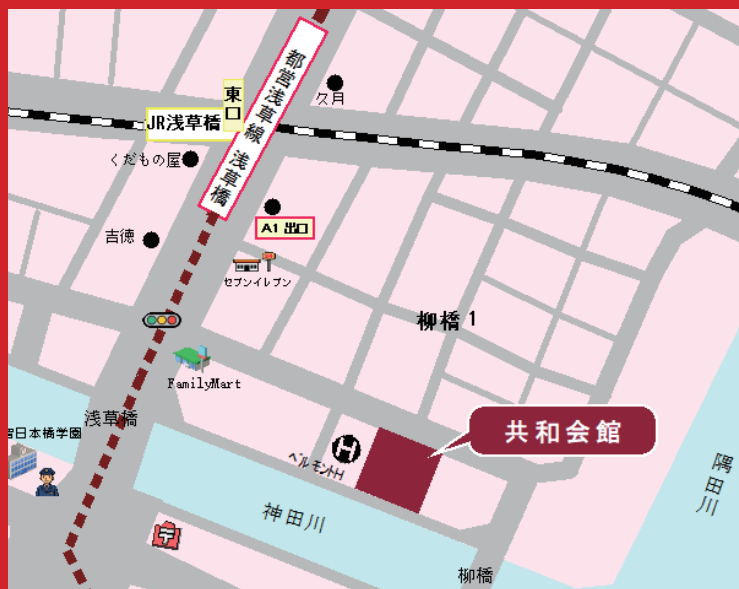 都営浅草線 浅草橋
久月
東口
JR浅草橋
くだもの屋
A1 出口
吉徳
セブンイレブン
柳橋 1
FamilyMart
浅草橋
日本橋学園
共和会館
ベルモントH
隅田川
神田川
柳橋